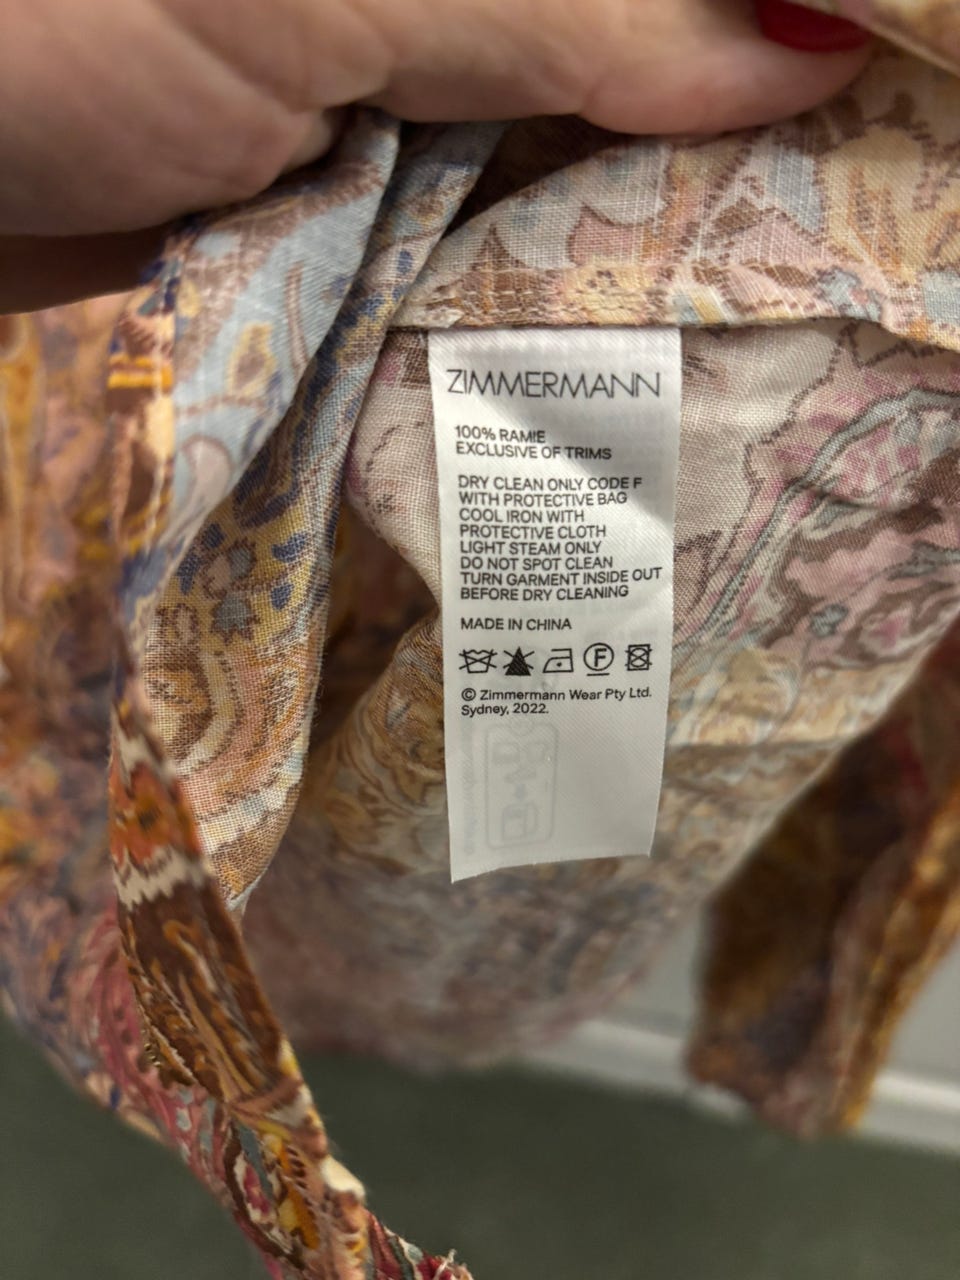 ZIMMERMANN
100% RAMIE
EXCLUSIVE OF TRIMS
DRY CLEAN ONLY CODE F
WITH PROTECTIVE BAG
COOL IRON WITH
PROTECTIVE CLOTH
LIGHT STEAM ONLY
DO NOT SPOT CLEAN
TURN GARMENT INSIDE OUT
BEFORE DRY CLEANING
MADE IN CHINA
F
© Zimmermann Wear Pty Ltd.
Sydney, 2022.